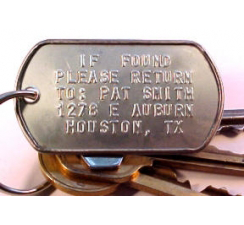 IF FOUND
PLEASE RETURN
TO: PAT SMITH
1278 E AUBURN
HOUSTON, TX